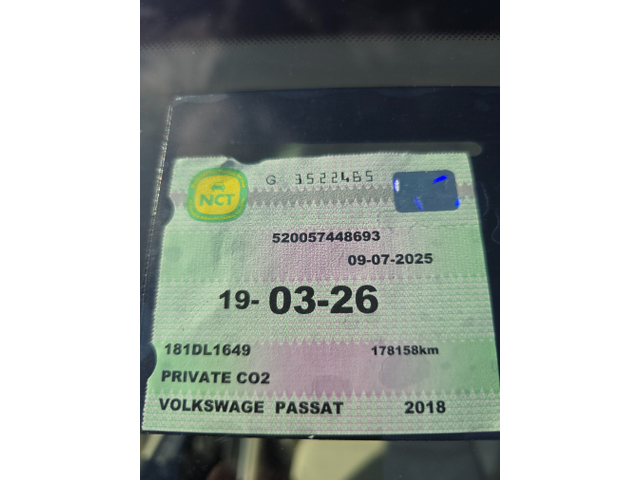 G 3522465
NCT
520057448693
09-07-2025
19- 03-26
181DL1649 178158km
PRIVATE CO2
VOLKSWAGE PASSAT 2018